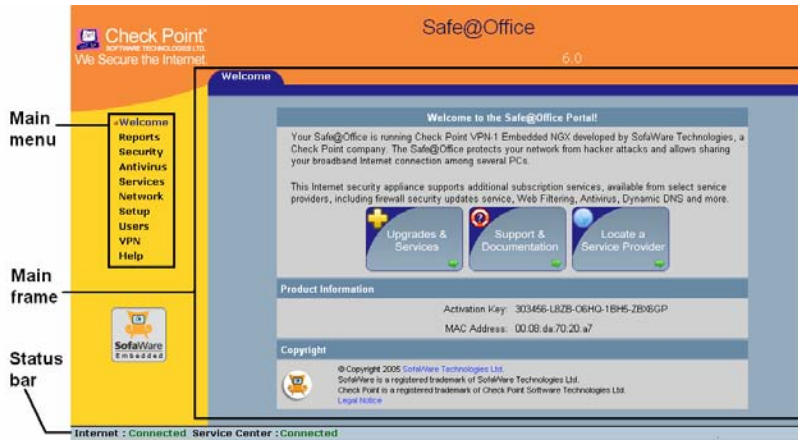 Check Point
SOFTWARE TECHNOLOGIES LTD.
We Secure the Internet.
Safe@Office
6.0
Welcome
Main
menu
Welcome
Reports
Security
Antivirus
Services
Network
Setup
Users
VPN
Help
Main
frame
SofaWare
Embedded
Status
bar
Welcome to the Safe@Office Portal!
Your Safe@Office is running Check Point VPN-1 Embedded NGX developed by SofaWare Technologies, a
Check Point company. The Safe@Office protects your network from hacker attacks and allows sharing
your broadband Internet connection among several PCs.
This Internet security appliance supports additional subscription services, available from select service
providers, including firewall security updates service, Web Filtering, Antivirus, Dynamic DNS and more.
Upgrades &
Services
Support &
Documentation
Locate a
Service Provider
Product Information
Activation Key: 303456-L8ZB-O6HQ-1BH5-ZBX6GP
MAC Address: 00:08:da:70:20:a7
Copyright
© Copyright 2005 SofaWare Technologies Ltd.
SofaWare is a registered trademark of SofaWare Technologies Ltd.
Check Point is a registered trademark of Check Point Software Technologies Ltd.
Legal Notice
Internet : Connected Service Center : Connected